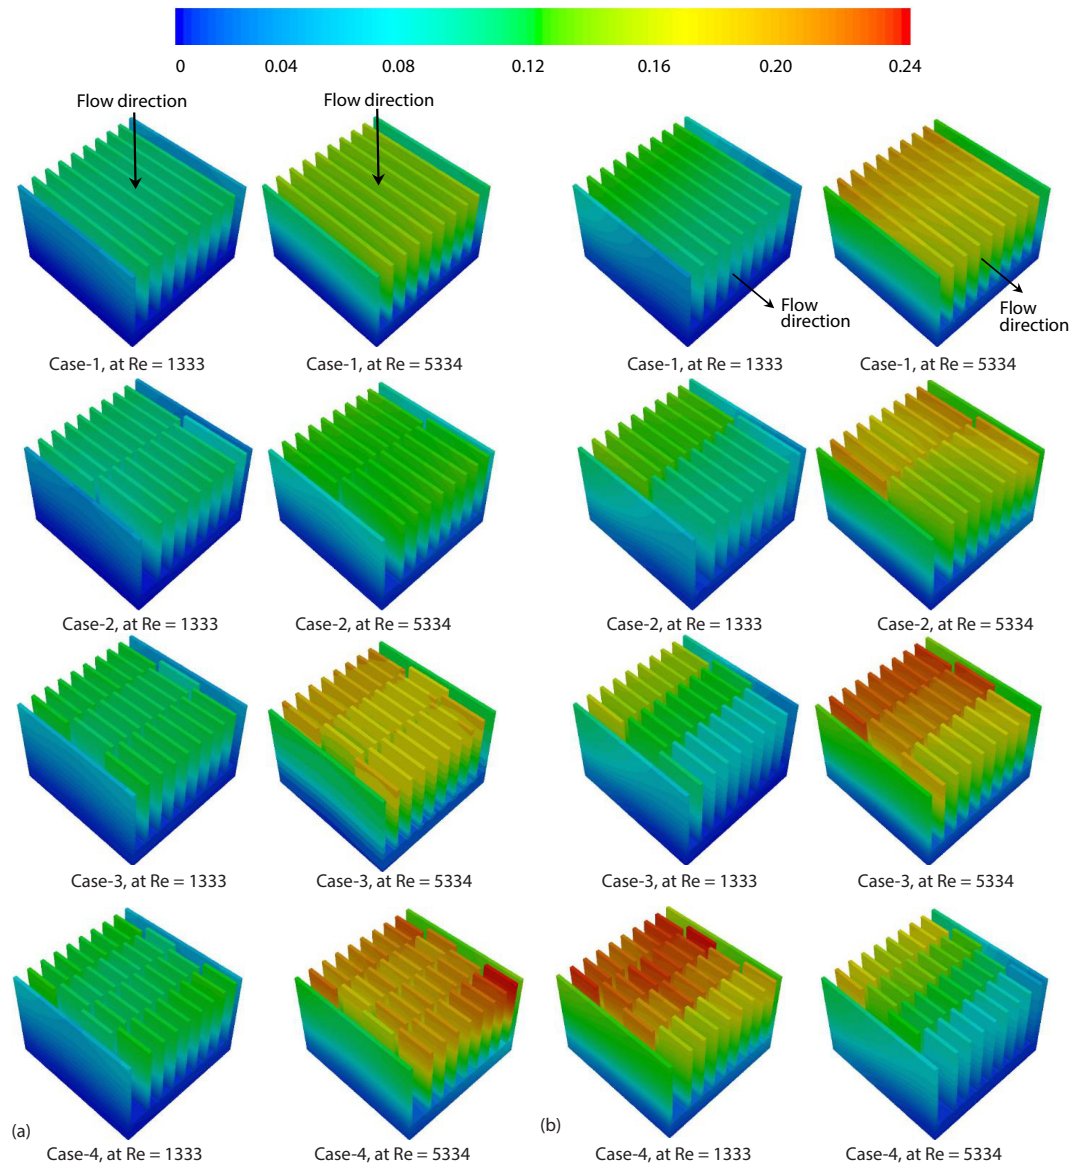 0 0.04 0.08 0.12 0.16 0.20 0.24
Flow direction
Flow direction
Flow
direction
Flow
direction
Case-1, at Re = 1333
Case-1, at Re = 5334
Case-1, at Re = 1333
Case-1, at Re = 5334
Case-2, at Re = 1333
Case-2, at Re = 5334
Case-2, at Re = 1333
Case-2, at Re = 5334
Case-3, at Re = 1333
Case-3, at Re = 5334
Case-3, at Re = 1333
Case-3, at Re = 5334
(a)
(b)
Case-4, at Re = 1333
Case-4, at Re = 5334
Case-4, at Re = 1333
Case-4, at Re = 5334